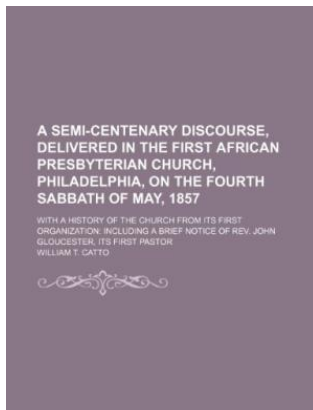 A SEMI-CENTENARY DISCOURSE,
DELIVERED IN THE FIRST AFRICAN
PRESBYTERIAN CHURCH,
PHILADELPHIA, ON THE FOURTH
SABBATH OF MAY, 1857
WITH A HISTORY OF THE CHURCH FROM ITS FIRST
ORGANIZATION: INCLUDING A BRIEF NOTICE OF REV. JOHN
GLOUCESTER, ITS FIRST PASTOR
WILLIAM T. CATTO